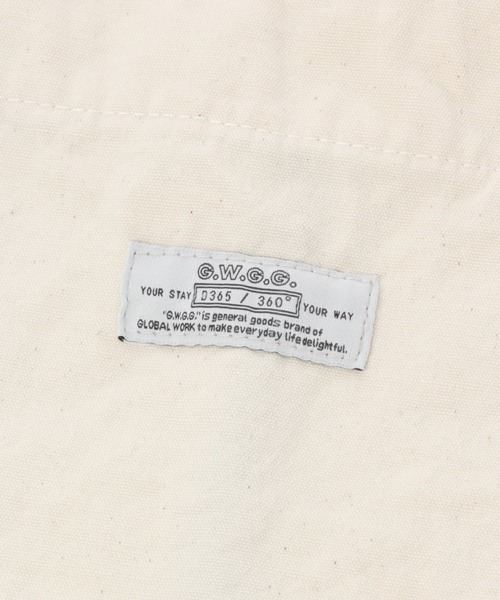 G.W.G.G.
YOUR STAY D365 / 360° YOUR WAY
"G.W.G.G." is general goods brand of
GLOBAL WORK to make everyday life delightful.